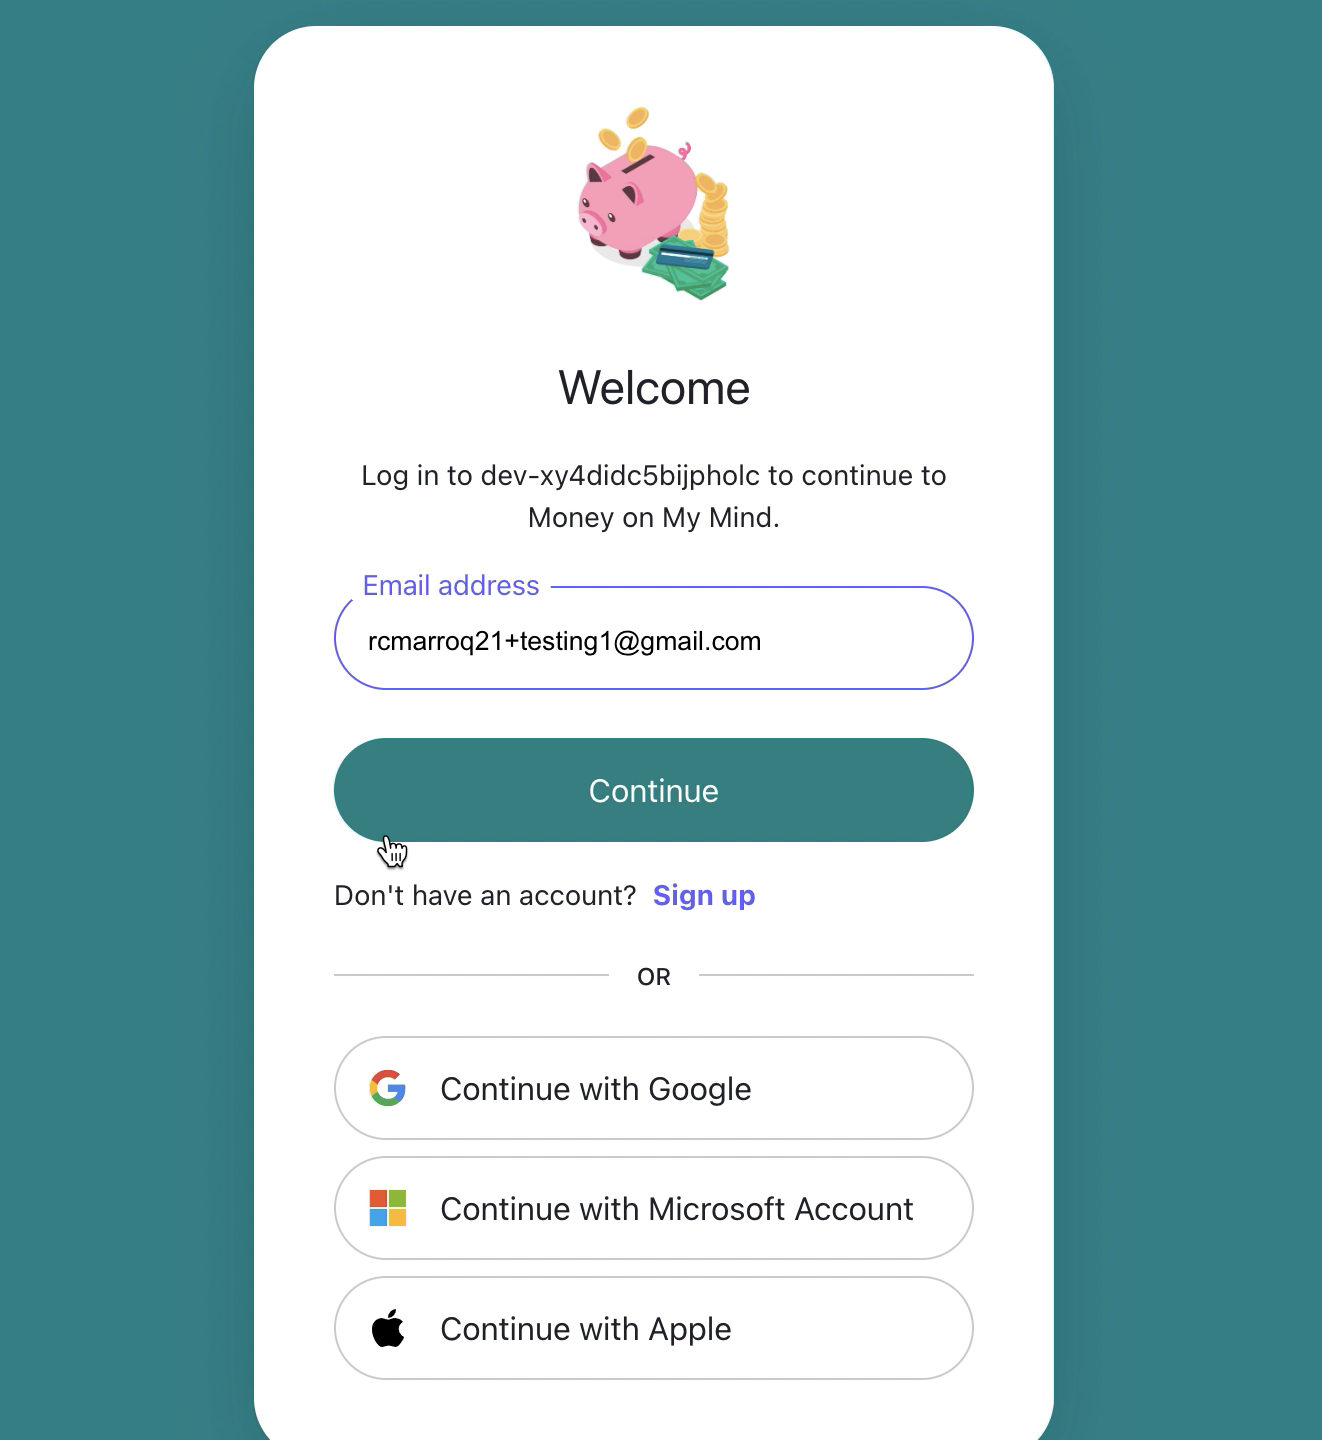 Welcome
Log in to dev-xy4didc5bijpholc to continue to
Money on My Mind.
Email address
rcmarroq21+testing1@gmail.com
Continue
Don't have an account? Sign up
OR
Continue with Google
Continue with Microsoft Account
Continue with Apple